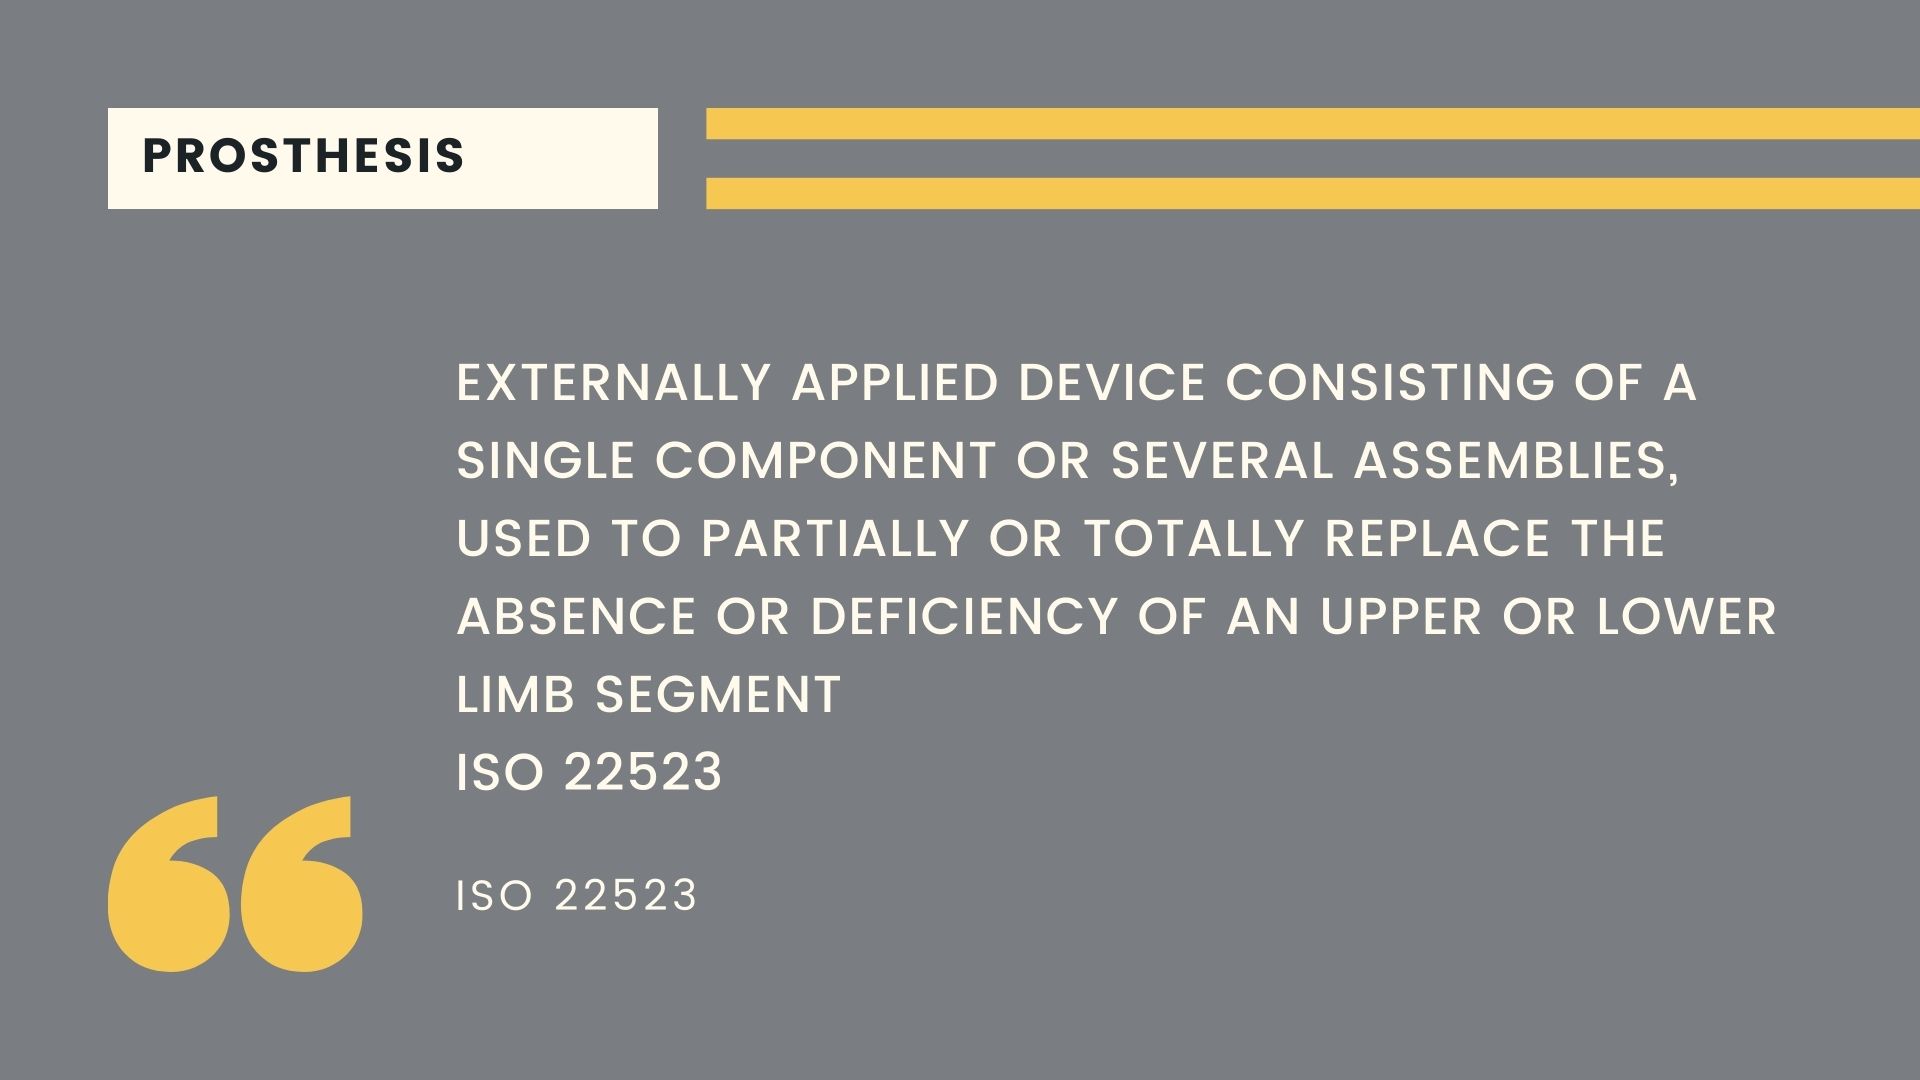 PROSTHESIS
EXTERNALLY APPLIED DEVICE CONSISTING OF A
SINGLE COMPONENT OR SEVERAL ASSEMBLIES,
USED TO PARTIALLY OR TOTALLY REPLACE THE
ABSENCE OR DEFICIENCY OF AN UPPER OR LOWER
LIMB SEGMENT
ISO 22523
ISO 22523